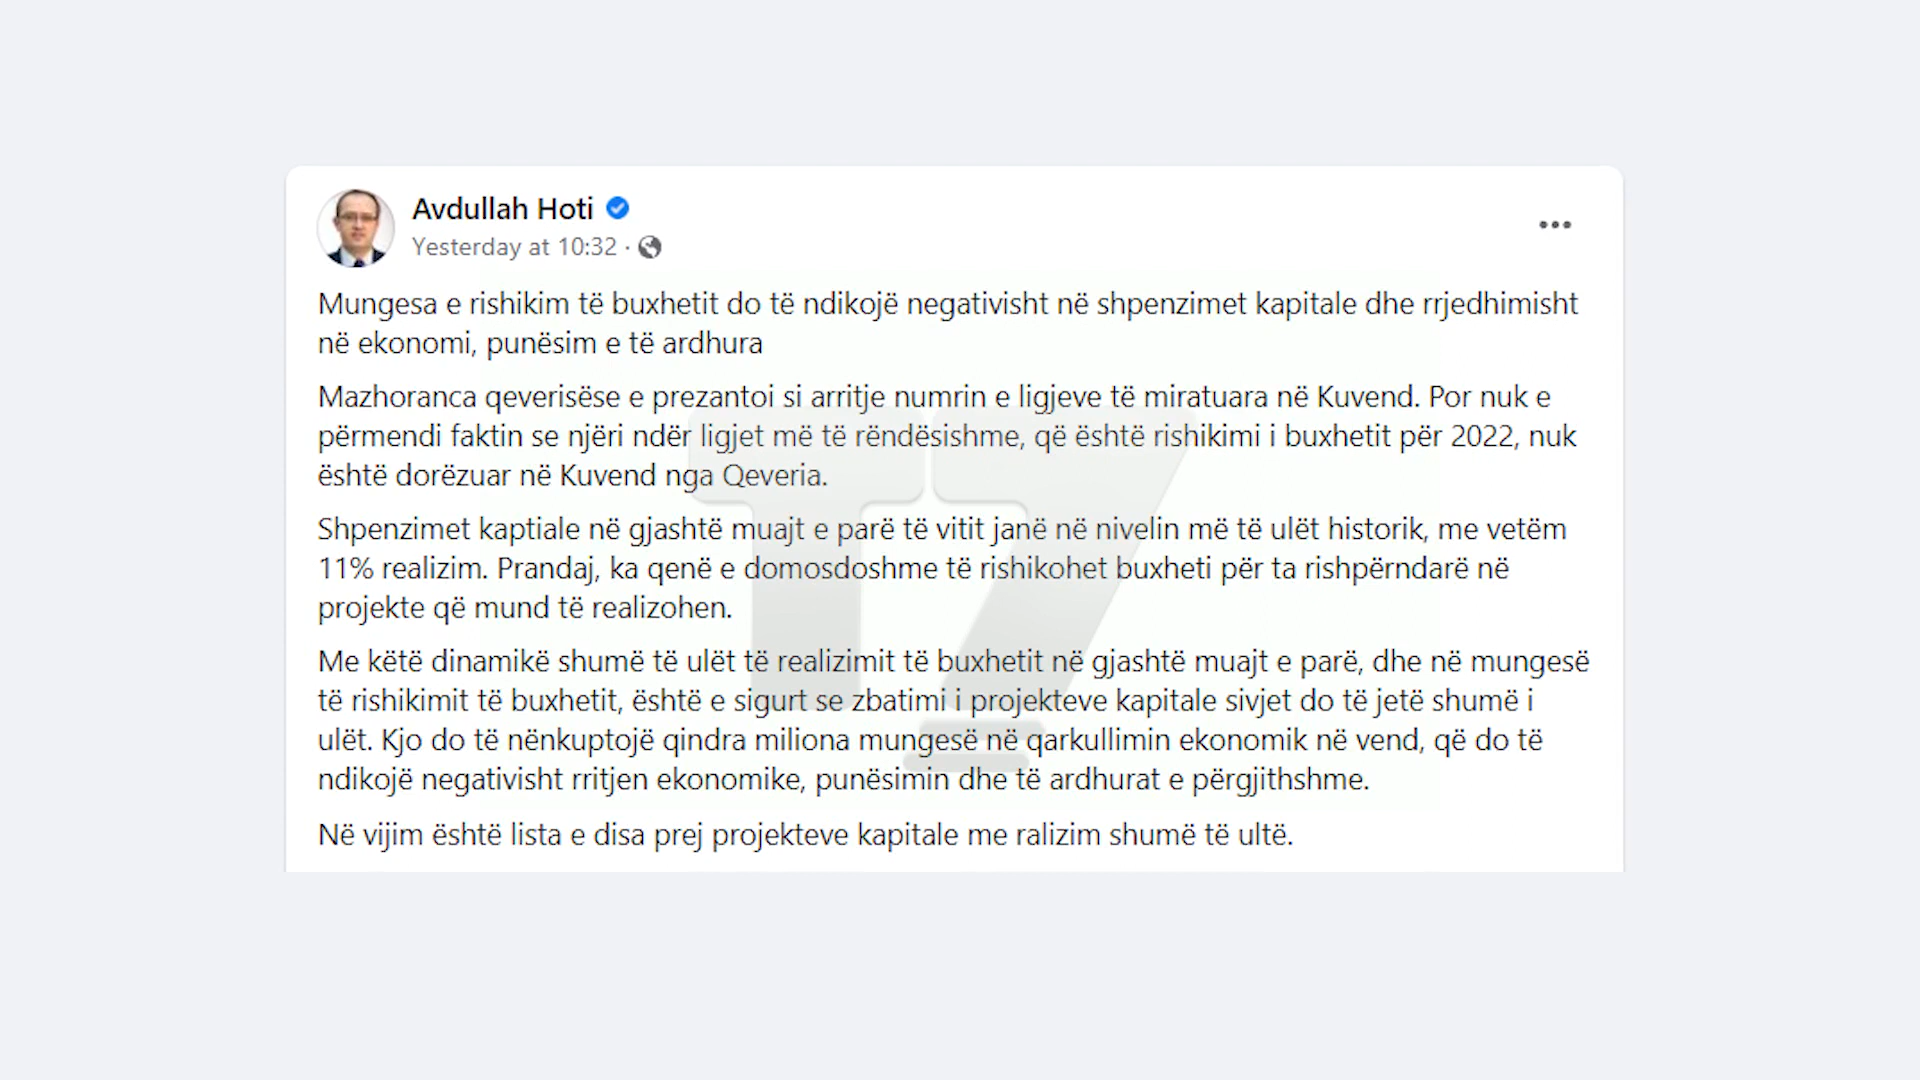 Avdullah Hoti
Yesterday at 10:32 ·
Mungesa e rishikim të buxhetit do të ndikojë negativisht në shpenzimet kapitale dhe rrjedhimisht
në ekonomi, punësim e të ardhura
Mazhoranca qeverisëse e prezantoi si arritje numrin e ligjeve të miratuara në Kuvend. Por nuk e
përmendi faktin se njëri ndër ligjet më të rëndësishme, që është rishikimi i buxhetit për 2022, nuk
është dorëzuar në Kuvend nga Qeveria.
Shpenzimet kaptiale në gjashtë muajt e parë të vitit janë në nivelin më të ulët historik, me vetëm
11% realizim. Prandaj, ka qenë e domosdoshme të rishikohet buxheti për ta rishpërndarë në
projekte që mund të realizohen.
Me këtë dinamikë shumë të ulët të realizimit të buxhetit në gjashtë muajt e parë, dhe në mungesë
të rishikimit të buxhetit, është e sigurt se zbatimi i projekteve kapitale sivjet do të jetë shumë i
ulët. Kjo do të nënkuptojë qindra miliona mungesë në qarkullimin ekonomik në vend, që do të
ndikojë negativisht rritjen ekonomike, punësimin dhe të ardhurat e përgjithshme.
Në vijim është lista e disa prej projekteve kapitale me ralizim shumë të ultë.
T7